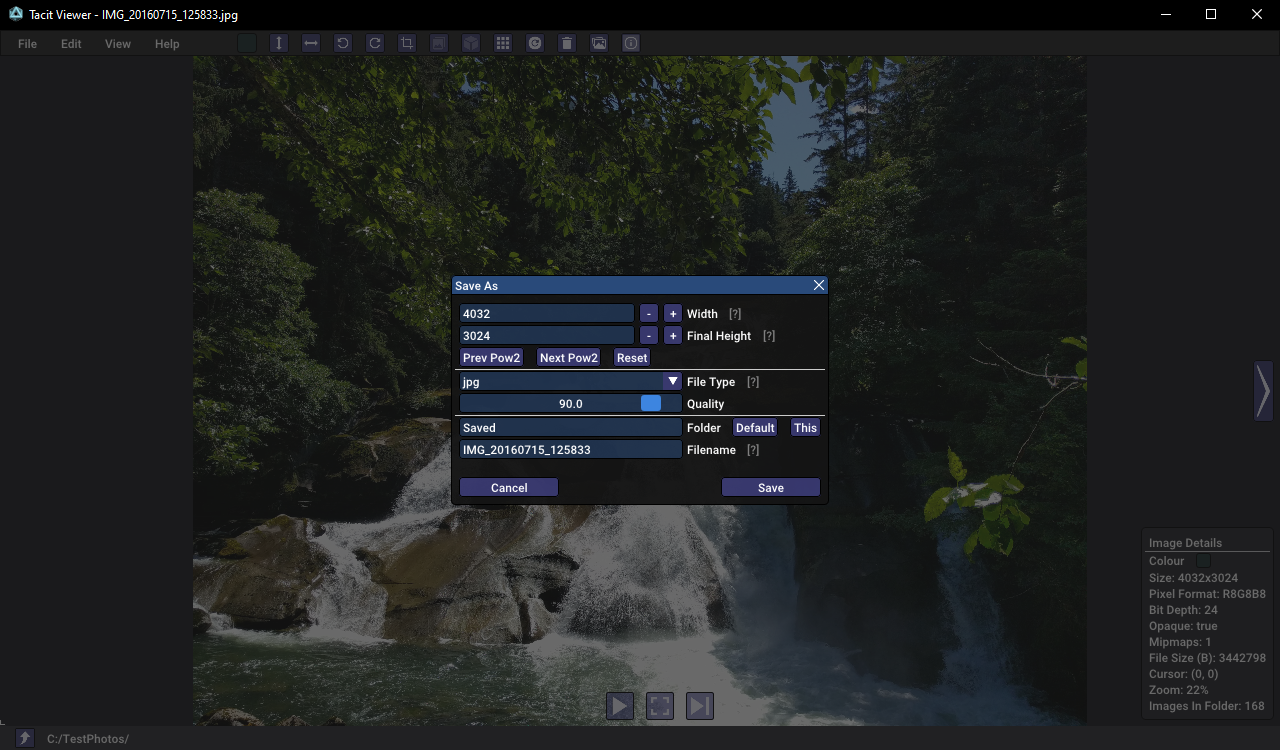 Tacit Viewer - IMG_20160715_125833.jpg
File Edit View Help
Save As
4032 - + Width [?]
3024 - + Final Height [?]
Prev Pow2 Next Pow2 Reset
jpg File Type [?]
90.0 Quality
Saved Folder Default This
IMG_20160715_125833 Filename [?]
Cancel Save
Image Details
Colour
Size: 4032x3024
Pixel Format: R8G8B8
Bit Depth: 24
Opaque: true
Mipmaps: 1
File Size (B): 3442798
Cursor: (0, 0)
Zoom: 22%
Images In Folder: 168
C:/TestPhotos/